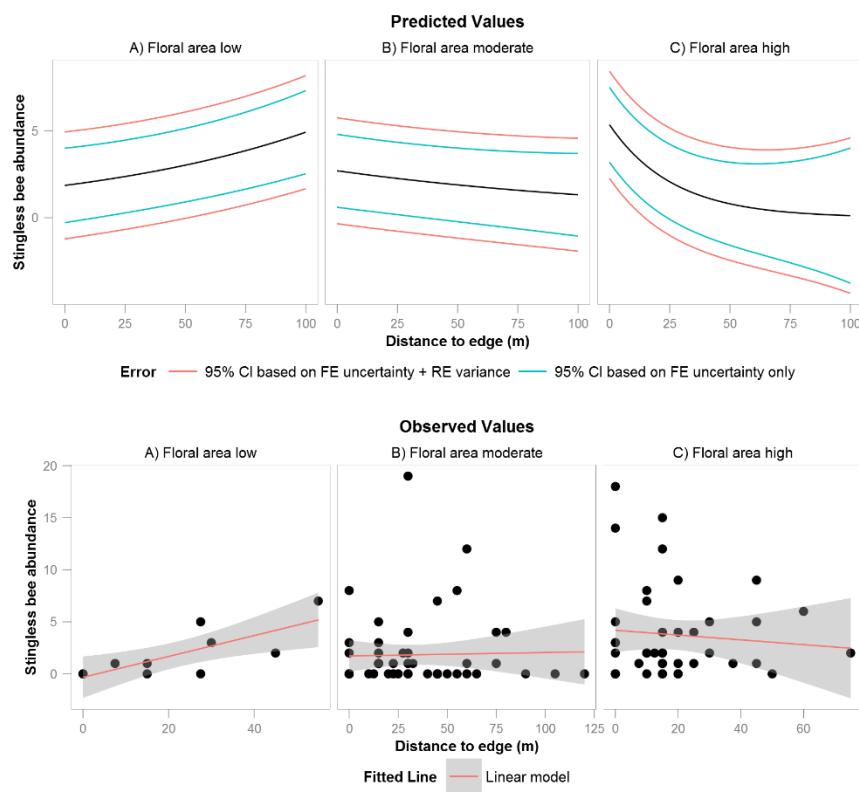 Predicted Values
A) Floral area low B) Floral area moderate C) Floral area high
Stingless bee abundance
5
0
0 25 50 75 100 0 25 50 75 100 0 25 50 75 100
Distance to edge (m)
Error 95% CI based on FE uncertainty + RE variance 95% CI based on FE uncertainty only
Observed Values
A) Floral area low B) Floral area moderate C) Floral area high
Stingless bee abundance
20
15
10
5
0
0 20 40 0 25 50 75 100 125 0 20 40 60
Distance to edge (m)
Fitted Line Linear model